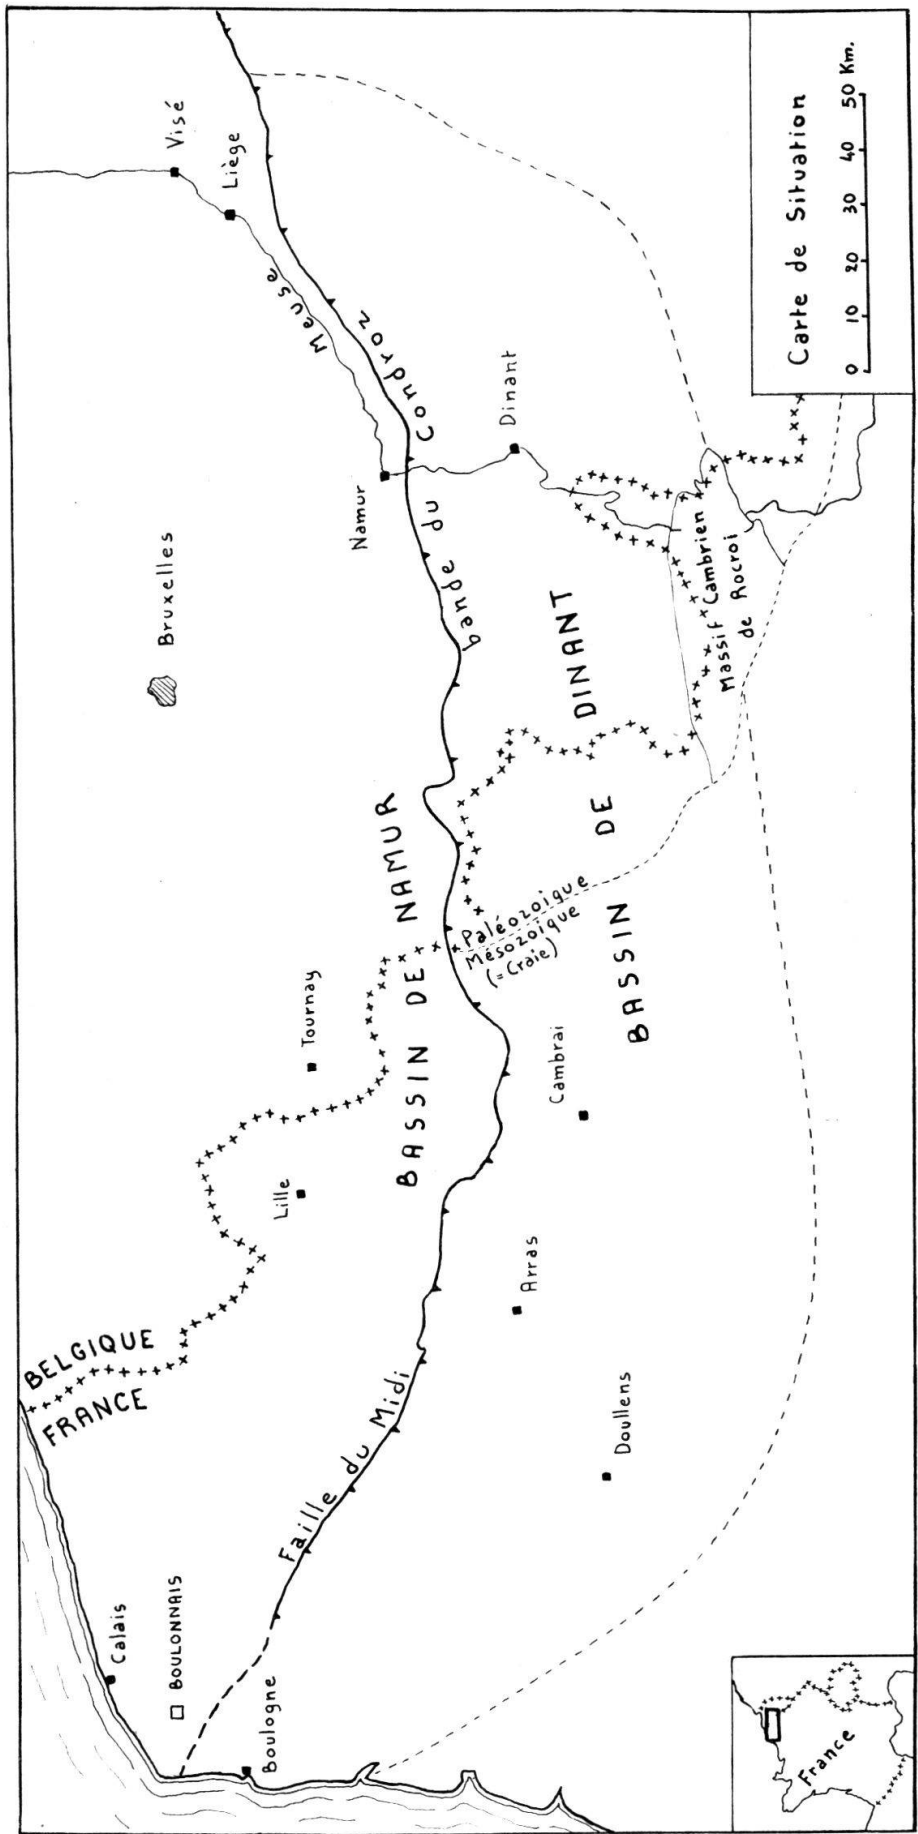 Calais
BOULONNAIS
Boulogne
BELGIQUE
FRANCE
Lille
Tournay
Bruxelles
Visé
Liège
Meuse
Namur
Dinant
Faille du Midi
bande du Condroz
BASSIN DE NAMUR
Paléozoique
Mésozoique
(=Craie)
Cambrai
Arras
Doullens
BASSIN DE DINANT
Massif Cambrien
de Rocroi
France
Carte de Situation
0 10 20 30 40 50 Km.